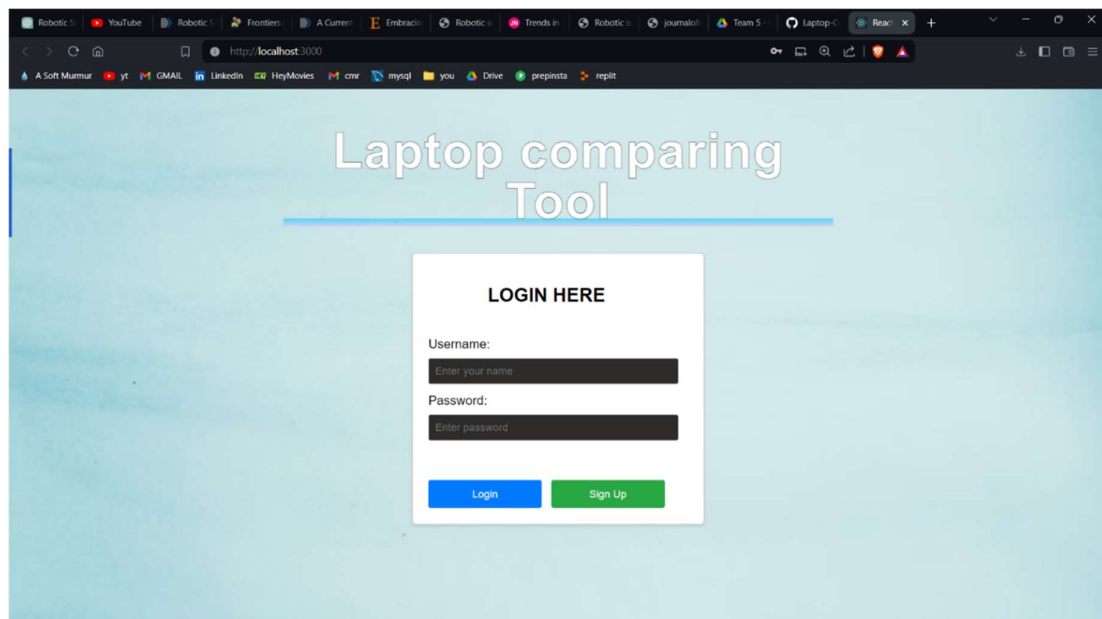 Robotic S
YouTube
Robotic S
Frontiers
A Current
Embracin
Robotic s
Trends in
Robotic s
journalof
Team 5 -
Laptop-C
React
http://localhost:3000
A Soft Murmur
yt
GMAIL
LinkedIn
HeyMovies
cmr
mysql
you
Drive
prepinsta
replit
Laptop comparing
Tool
LOGIN HERE
Username:
Enter your name
Password:
Enter password
Login
Sign Up